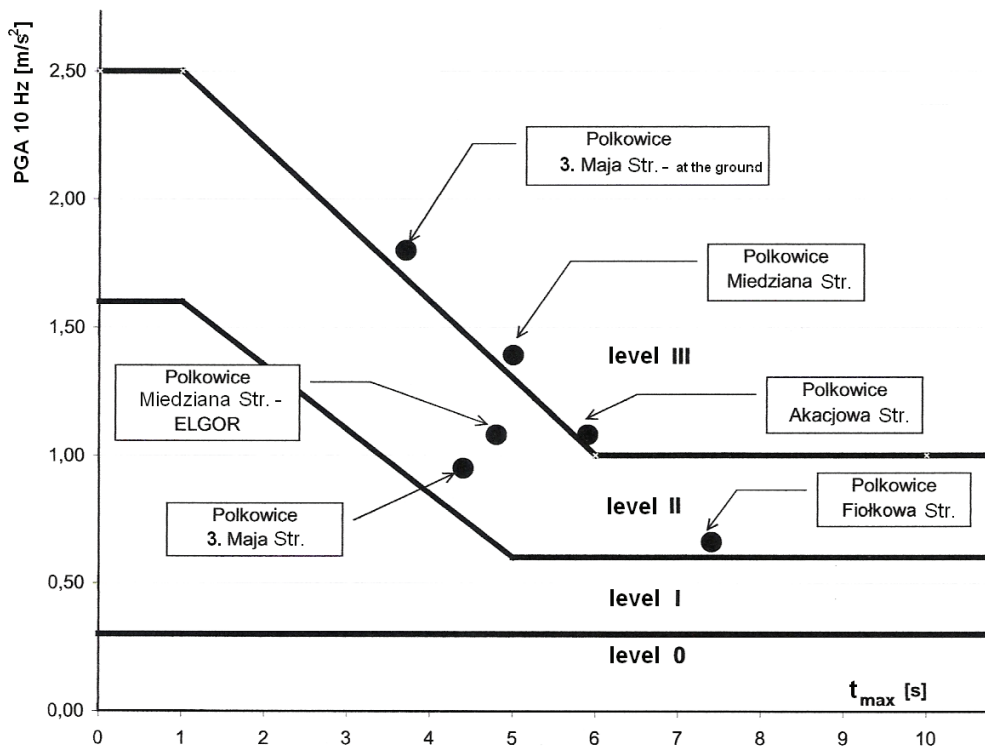 PGA 10 Hz [m/s²]
2,50
2,00
1,50
1,00
0,50
0,00
Polkowice
3. Maja Str. - at the ground
Polkowice
Miedziana Str.
level III
Polkowice
Miedziana Str. -
ELGOR
Polkowice
Akacjowa Str.
Polkowice
3. Maja Str.
level II
Polkowice
Fiołkowa Str.
level I
level 0
t max [s]
0 1 2 3 4 5 6 7 8 9 10